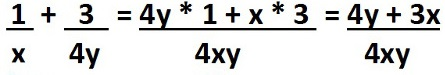 1/x + 3/4y = (4y * 1 + x * 3)/4xy = (4y + 3x)/4xy